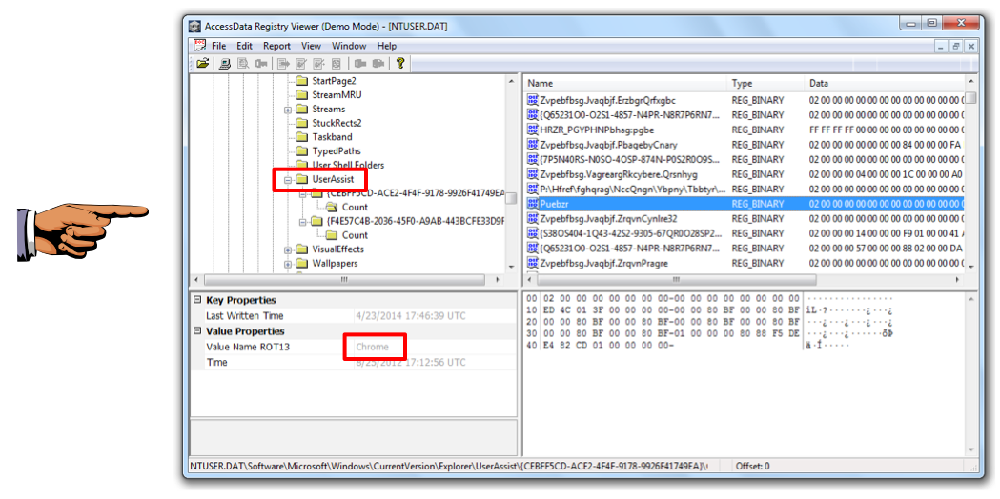 AccessData Registry Viewer (Demo Mode) - [NTUSER.DAT]
File Edit Report View Window Help
StartPage2
StreamMRU
Streams
StuckRects2
Taskband
TypedPaths
User Shell Folders
UserAssist
{CEBFF5CD-ACE2-4F4F-9178-9926F41749EA
Count
{F4E57C4B-2036-45F0-A9AB-443BCFE33D9F
Count
VisualEffects
Wallpapers
Name Type Data
Zvpebfbsg.Jvaqbjf.ErzbgrQrfxgbc REG_BINARY 02 00 00 00 00 00 00 00 00 00 00 00 00
{Q65231O0-O2S1-4857-N4PR-N8R7P6RN7... REG_BINARY 02 00 00 00 00 00 00 00 00 00 00 00 00
HRZR_PGYPHNPbhag:pgbe REG_BINARY FF FF FF FF 00 00 00 00 00 00 00 00 00
Zvpebfbsg.Jvaqbjf.PbagebyCnary REG_BINARY 02 00 00 00 00 00 00 00 84 00 00 00 FA
{7P5N40RS-N0SO-4OSP-874N-P0S2R0O9S... REG_BINARY 02 00 00 00 00 00 00 00 00 00 00 00 00
Zvpebfbsg.VagreargRkcybere.Qrsnhyg REG_BINARY 02 00 00 00 04 00 00 00 1C 00 00 00 A0
P:\Hfref\fghqrag\NccQngn\Ybpny\Tbbtyr\... REG_BINARY 02 00 00 00 00 00 00 00 00 00 00 00 00
Puebzr REG_BINARY 02 00 00 00 00 00 00 00 00 00 00 00 00
Zvpebfbsg.Jvaqbjf.ZrqvnCynlre32 REG_BINARY 02 00 00 00 00 00 00 00 00 00 00 00 00
{S38OS404-1Q43-42S2-9305-67QR0O28SP2... REG_BINARY 02 00 00 00 14 00 00 00 F9 01 00 00 41
{Q65231O0-O2S1-4857-N4PR-N8R7P6RN7... REG_BINARY 02 00 00 00 57 00 00 00 88 02 00 00 DA
Zvpebfbsg.Jvaqbjf.ZrqvnPragre REG_BINARY 02 00 00 00 00 00 00 00 00 00 00 00 00
Key Properties
Last Written Time 4/23/2014 17:46:39 UTC
Value Properties
Value Name ROT13 Chrome
Time 8/25/2012 17:12:56 UTC
00 02 00 00 00 00 00 00 00-00 00 00 00 00 00 00 00 ················
10 ED 4C 01 3F 00 00 00 00-00 00 80 BF 00 00 80 BF íL·?·······¿···¿
20 00 00 80 BF 00 00 80 BF-00 00 80 BF 00 00 80 BF ···¿···¿···¿···¿
30 00 00 80 BF 00 00 80 BF-01 00 00 00 80 88 F5 DE ···¿···¿······õÞ
40 E4 82 CD 01 00 00 00 00- ä·Í·····
NTUSER.DAT\Software\Microsoft\Windows\CurrentVersion\Explorer\UserAssist\{CEBFF5CD-ACE2-4F4F-9178-9926F41749EA}\ Offset: 0